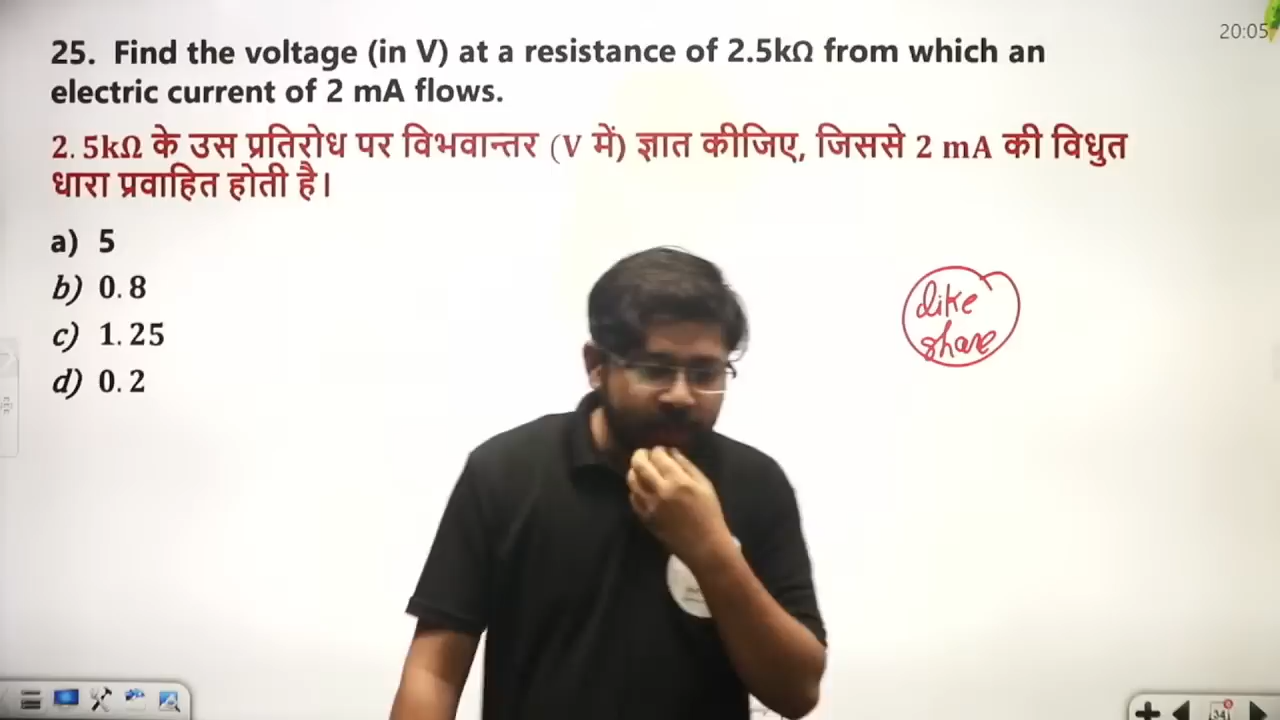 20:05
25. Find the voltage (in V) at a resistance of 2.5kΩ from which an
electric current of 2 mA flows.
2.5kΩ के उस प्रतिरोध पर विभवान्तर (V में) ज्ञात कीजिए, जिससे 2 mA की विधुत
धारा प्रवाहित होती है।
a) 5
b) 0.8
c) 1.25
d) 0.2
like
share